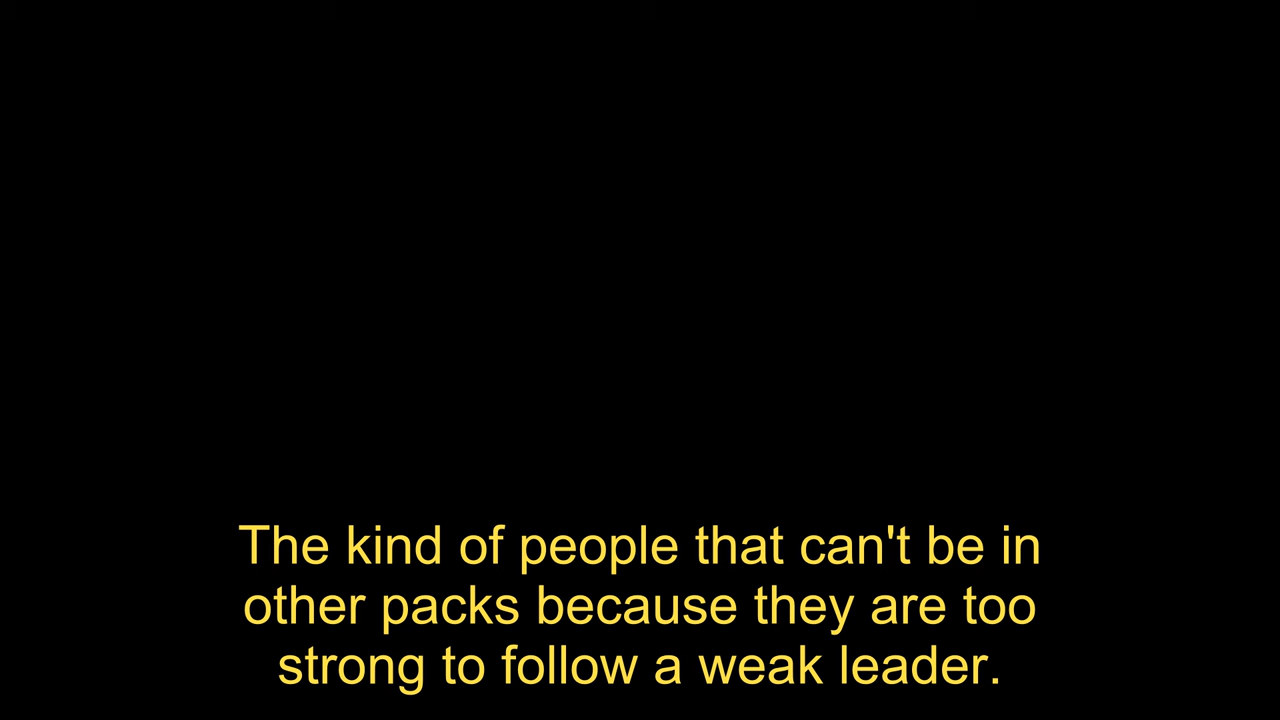 The kind of people that can't be in
other packs because they are too
strong to follow a weak leader.